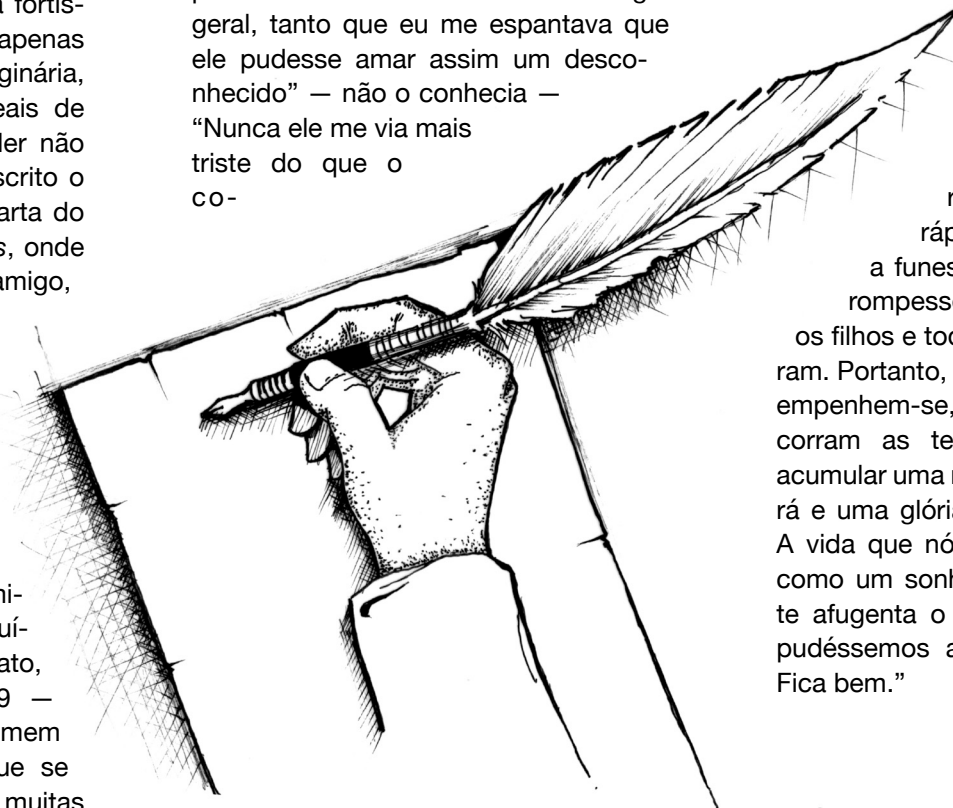 a fortis-
apenas
ginária,
eais de
ler não
scrito o
arta do
s, onde
amigo,
ni-
uí-
ato,
9 —
mem
ue se
muitas
geral, tanto que eu me espantava que
ele pudesse amar assim um desco-
nhecido” — não o conhecia —
“Nunca ele me via mais
triste do que o
co-
ráp
a funes
rompesse
os filhos e to
ram. Portanto,
empenhem-se,
corram as te
acumular uma
rá e uma glória
A vida que nó
como um sonh
te afugenta o
pudéssemos a
Fica bem.”